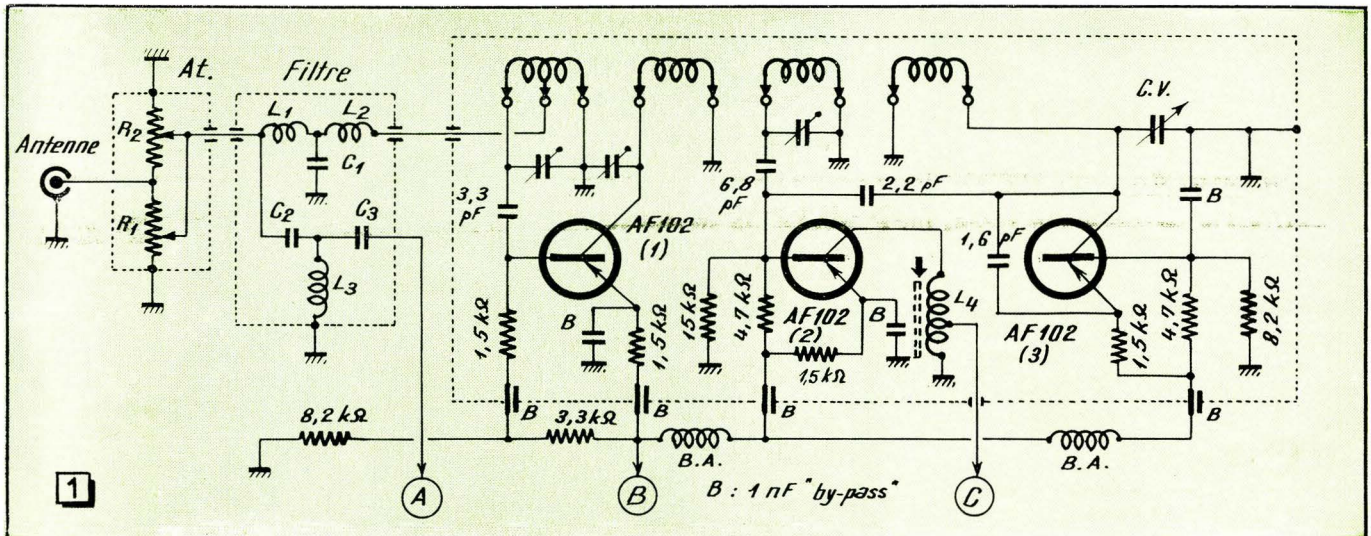 At.
Filtre
Antenne
R2
R1
L1
L2
C1
C2
C3
L3
3,3 pF
AF102 (1)
1,5 kΩ
B
1,5 kΩ
B
B
6,8 pF
2,2 pF
15 kΩ
4,7 kΩ
AF102 (2)
1,5 kΩ
B
B
L4
C.V.
B
1,6 pF
AF102 (3)
1,5 kΩ
4,7 kΩ
8,2 kΩ
B
8,2 kΩ
3,3 kΩ
B.A.
B.A.
1
A
B
B : 1 nF "by-pass"
C